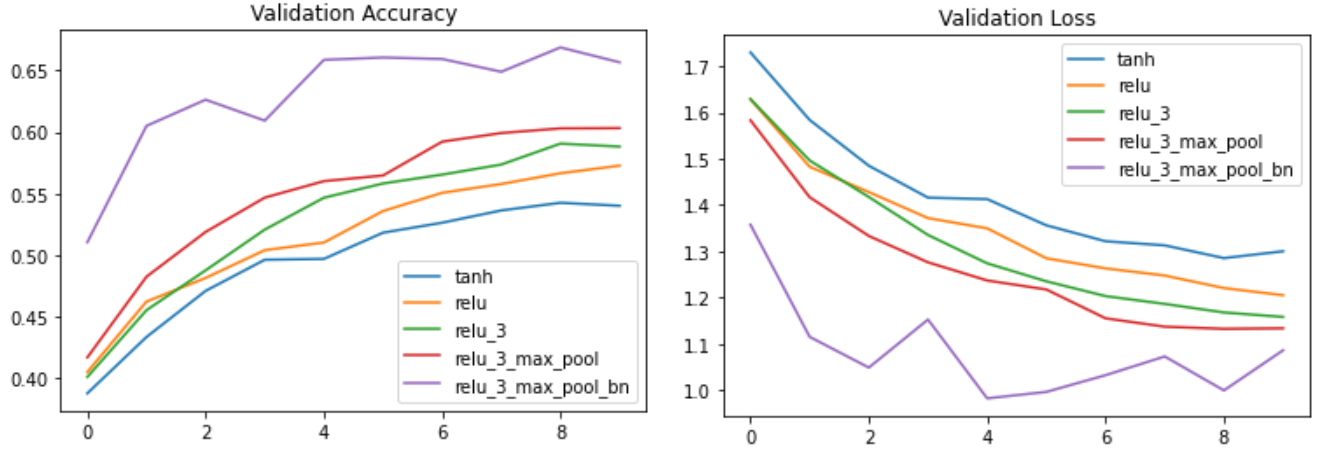 Validation Accuracy
0.65
0.60
0.55
0.50
0.45
0.40
tanh
relu
relu_3
relu_3_max_pool
relu_3_max_pool_bn
0 2 4 6 8
Validation Loss
1.7
1.6
1.5
1.4
1.3
1.2
1.1
1.0
tanh
relu
relu_3
relu_3_max_pool
relu_3_max_pool_bn
0 2 4 6 8